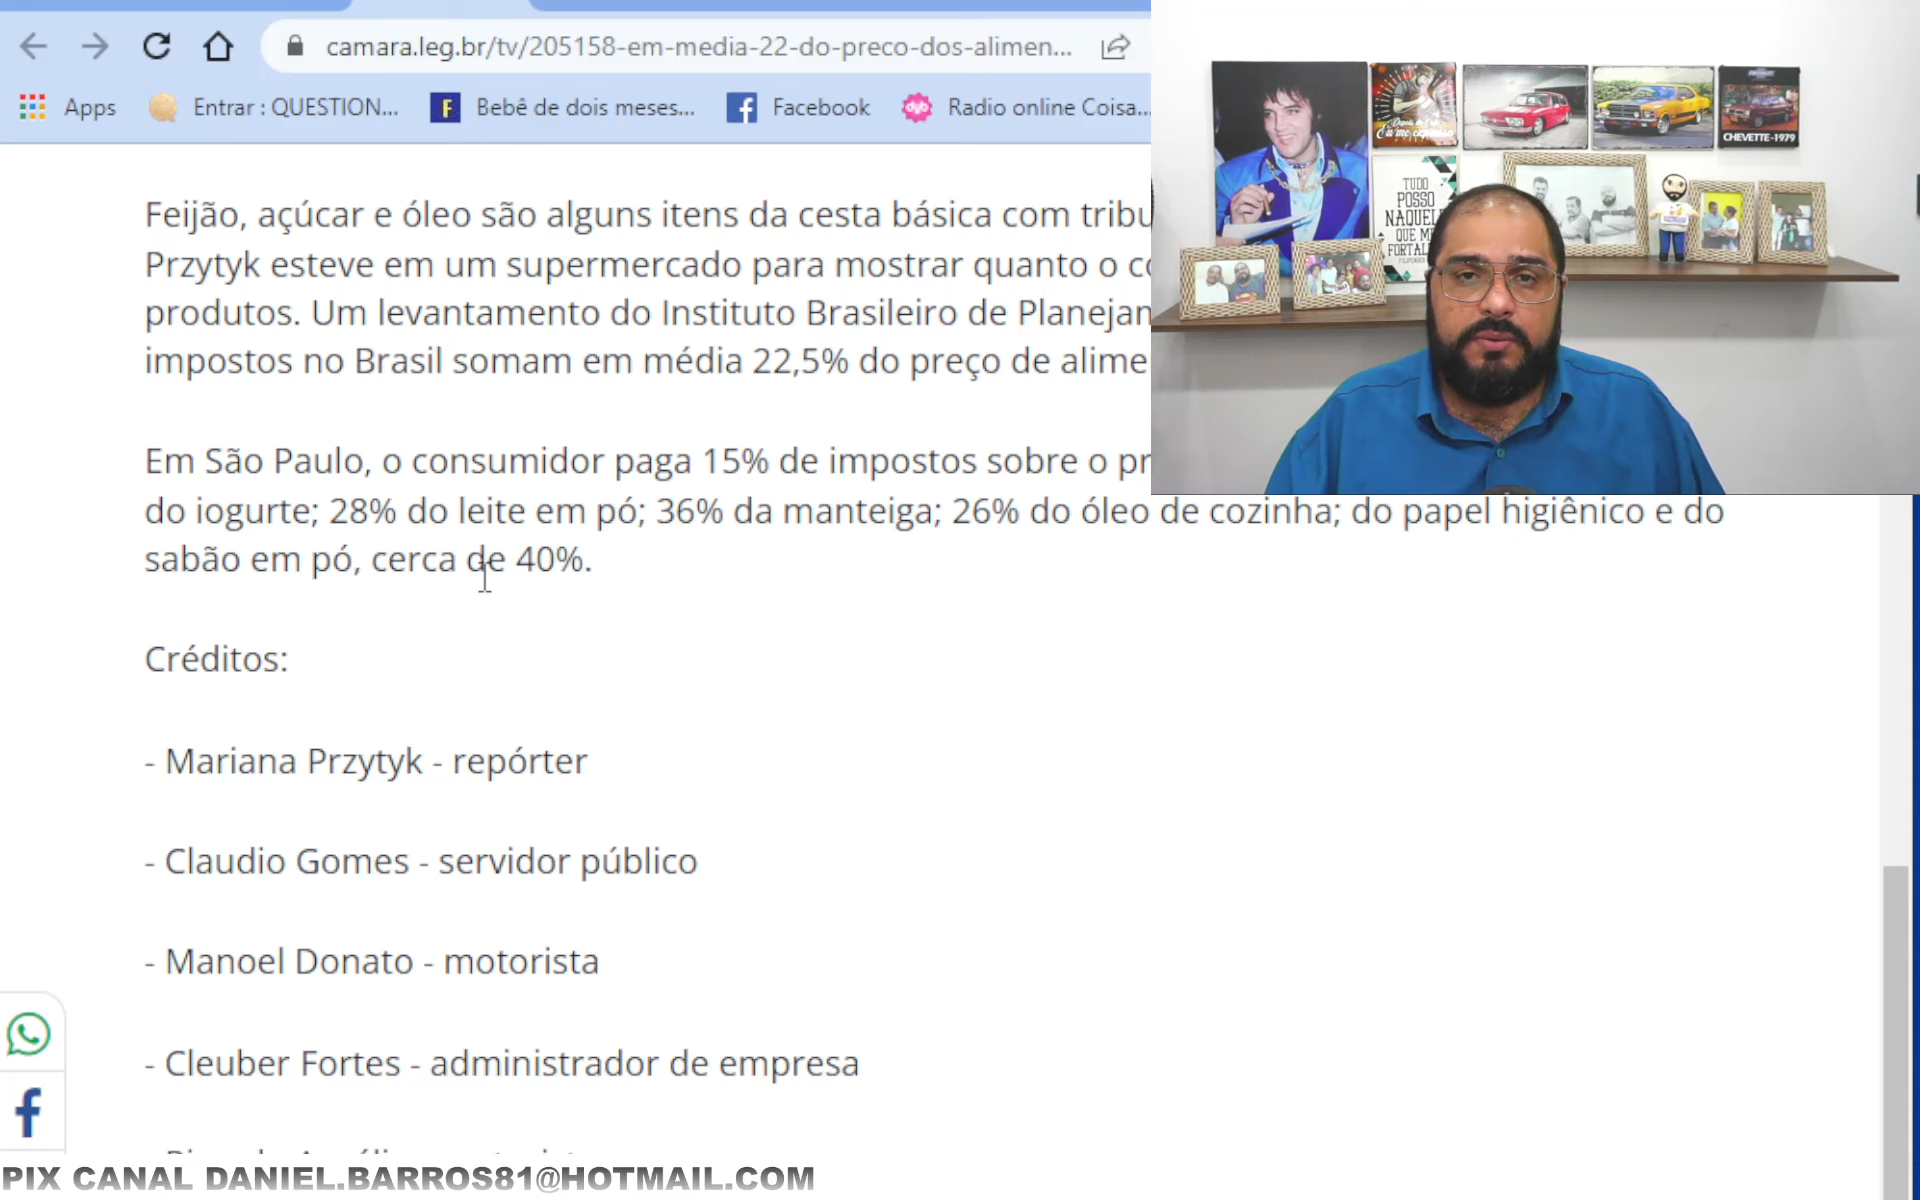 camara.leg.br/tv/205158-em-media-22-do-preco-dos-alimen...
Apps Entrar : QUESTION... Bebê de dois meses... Facebook Radio online Coisa...
Feijão, açúcar e óleo são alguns itens da cesta básica com tribu
Przytyk esteve em um supermercado para mostrar quanto o co
produtos. Um levantamento do Instituto Brasileiro de Planejam
impostos no Brasil somam em média 22,5% do preço de alime
Em São Paulo, o consumidor paga 15% de impostos sobre o pr
do iogurte; 28% do leite em pó; 36% da manteiga; 26% do óleo de cozinha; do papel higiênico e do
sabão em pó, cerca de 40%.
Créditos:
- Mariana Przytyk - repórter
- Claudio Gomes - servidor público
- Manoel Donato - motorista
- Cleuber Fortes - administrador de empresa
PIX CANAL DANIEL.BARROS81@HOTMAIL.COM
CHEVETTE-1979
TUDO
POSSO
NAQUELE
QUE ME
FORTAL